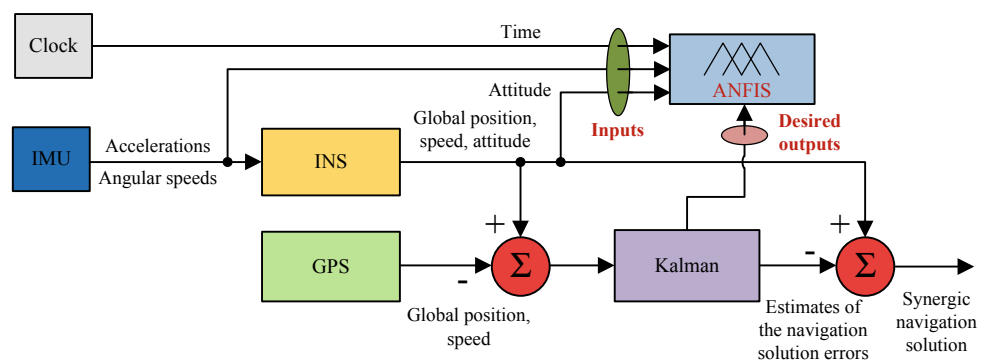 Clock
Time
ANFIS
Attitude
Global position,
speed, attitude
Inputs
Desired
outputs
IMU
Accelerations
Angular speeds
INS
+
+
GPS
-
Σ
Kalman
-
Σ
Global position,
speed
Estimates of
the navigation
solution errors
Synergic
navigation
solution